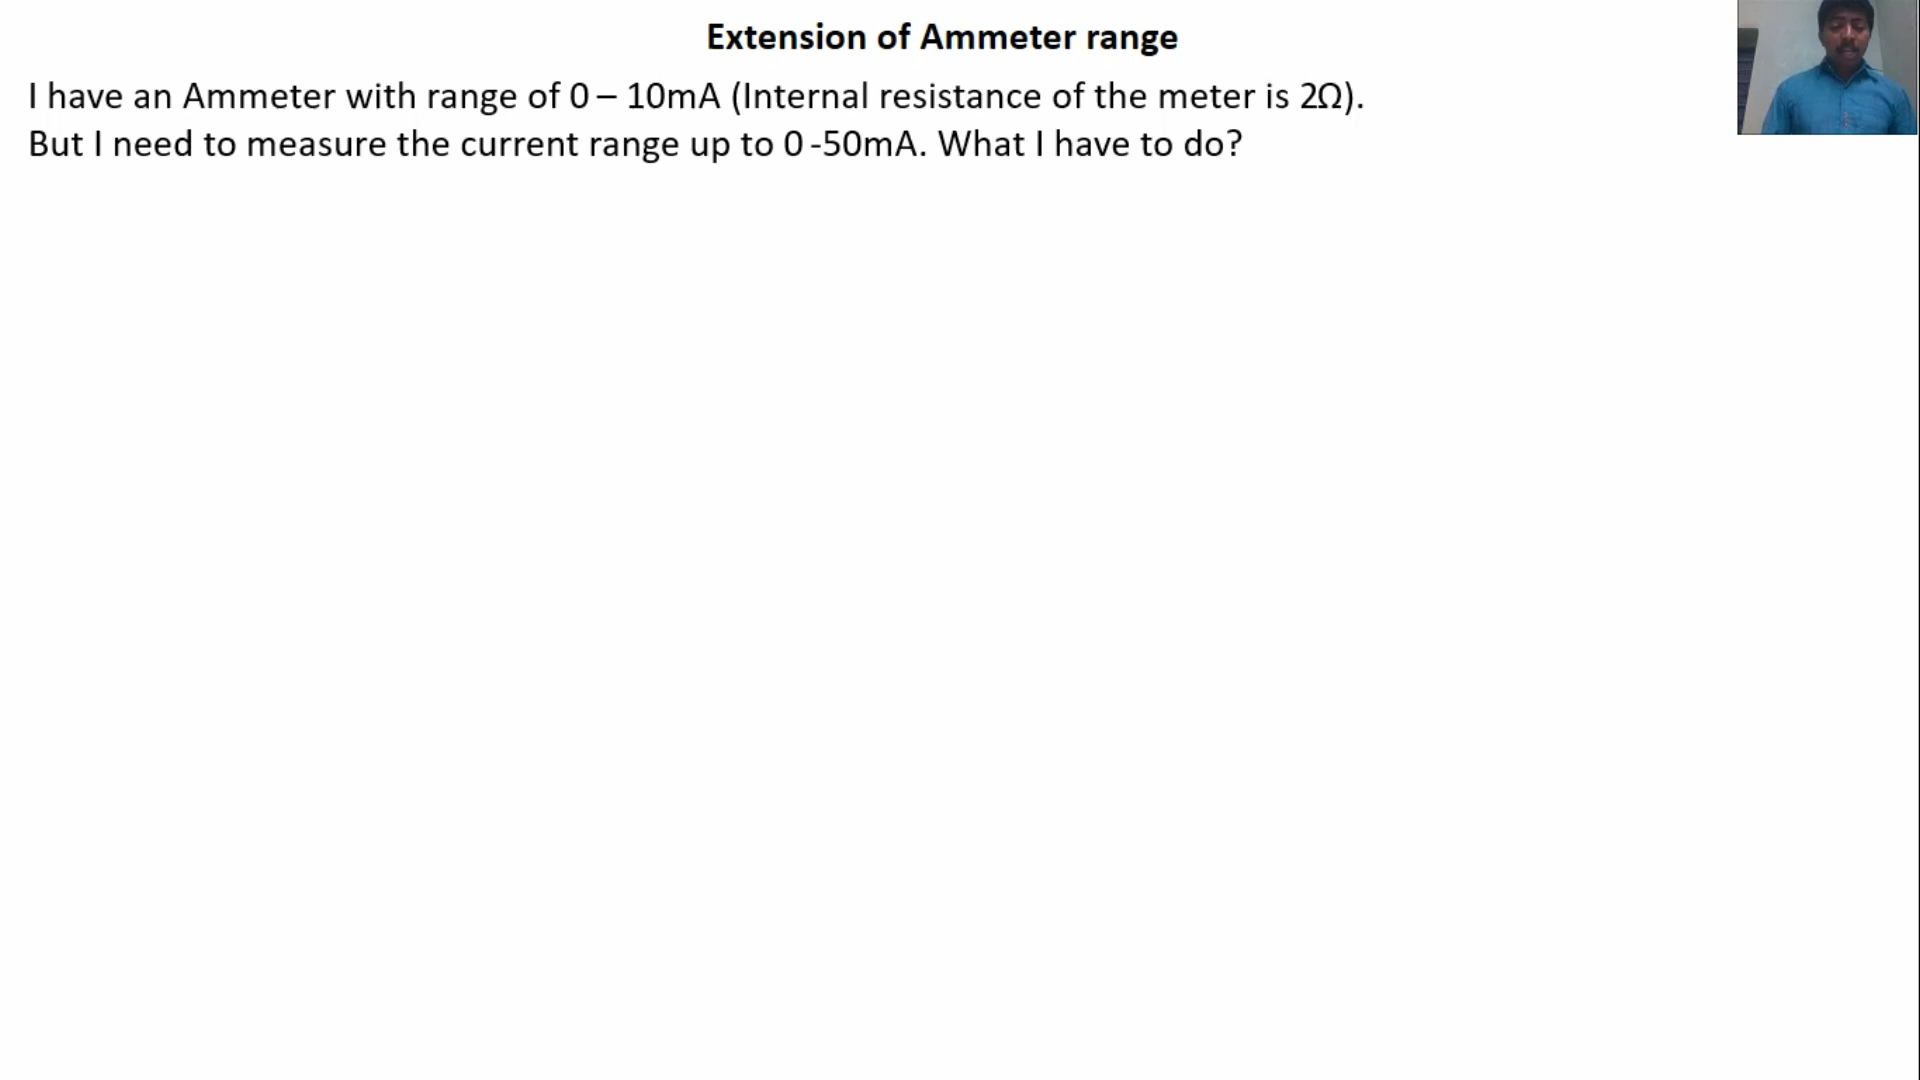 Extension of Ammeter range
I have an Ammeter with range of 0 – 10mA (Internal resistance of the meter is 2Ω).
But I need to measure the current range up to 0 -50mA. What I have to do?